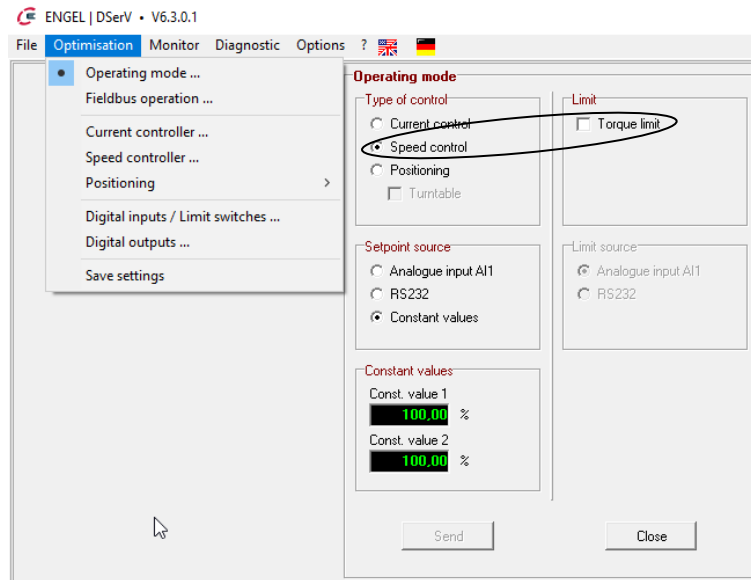 ENGEL | DSerV • V6.3.0.1
File Optimisation Monitor Diagnostic Options ?
Operating mode ...
Fieldbus operation ...
Current controller ...
Speed controller ...
Positioning
Digital inputs / Limit switches ...
Digital outputs ...
Save settings
Operating mode
Type of control
Current control
Speed control
Positioning
Turntable
Limit
Torque limit
Setpoint source
Analogue input AI1
RS232
Constant values
Limit source
Analogue input AI1
RS232
Constant values
Const. value 1
100,00 %
Const. value 2
100,00 %
Send
Close